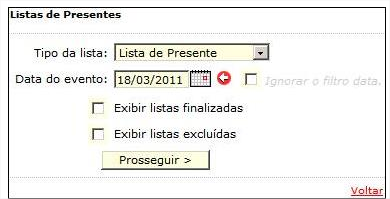 Listas de Presentes
Tipo da lista: Lista de Presente
Data do evento: 18/03/2011 Ignorar o filtro data.
Exibir listas finalizadas
Exibir listas excluídas
Prosseguir >
Voltar